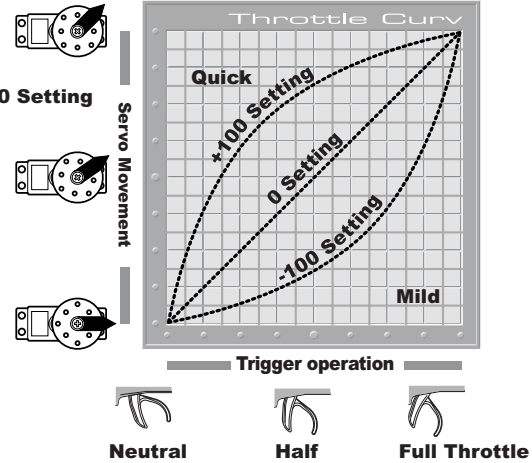 Throttle Curv
Quick
+100 Setting
0 Setting
0 Setting
Servo Movement
-100 Setting
Mild
Trigger operation
Neutral
Half
Full Throttle